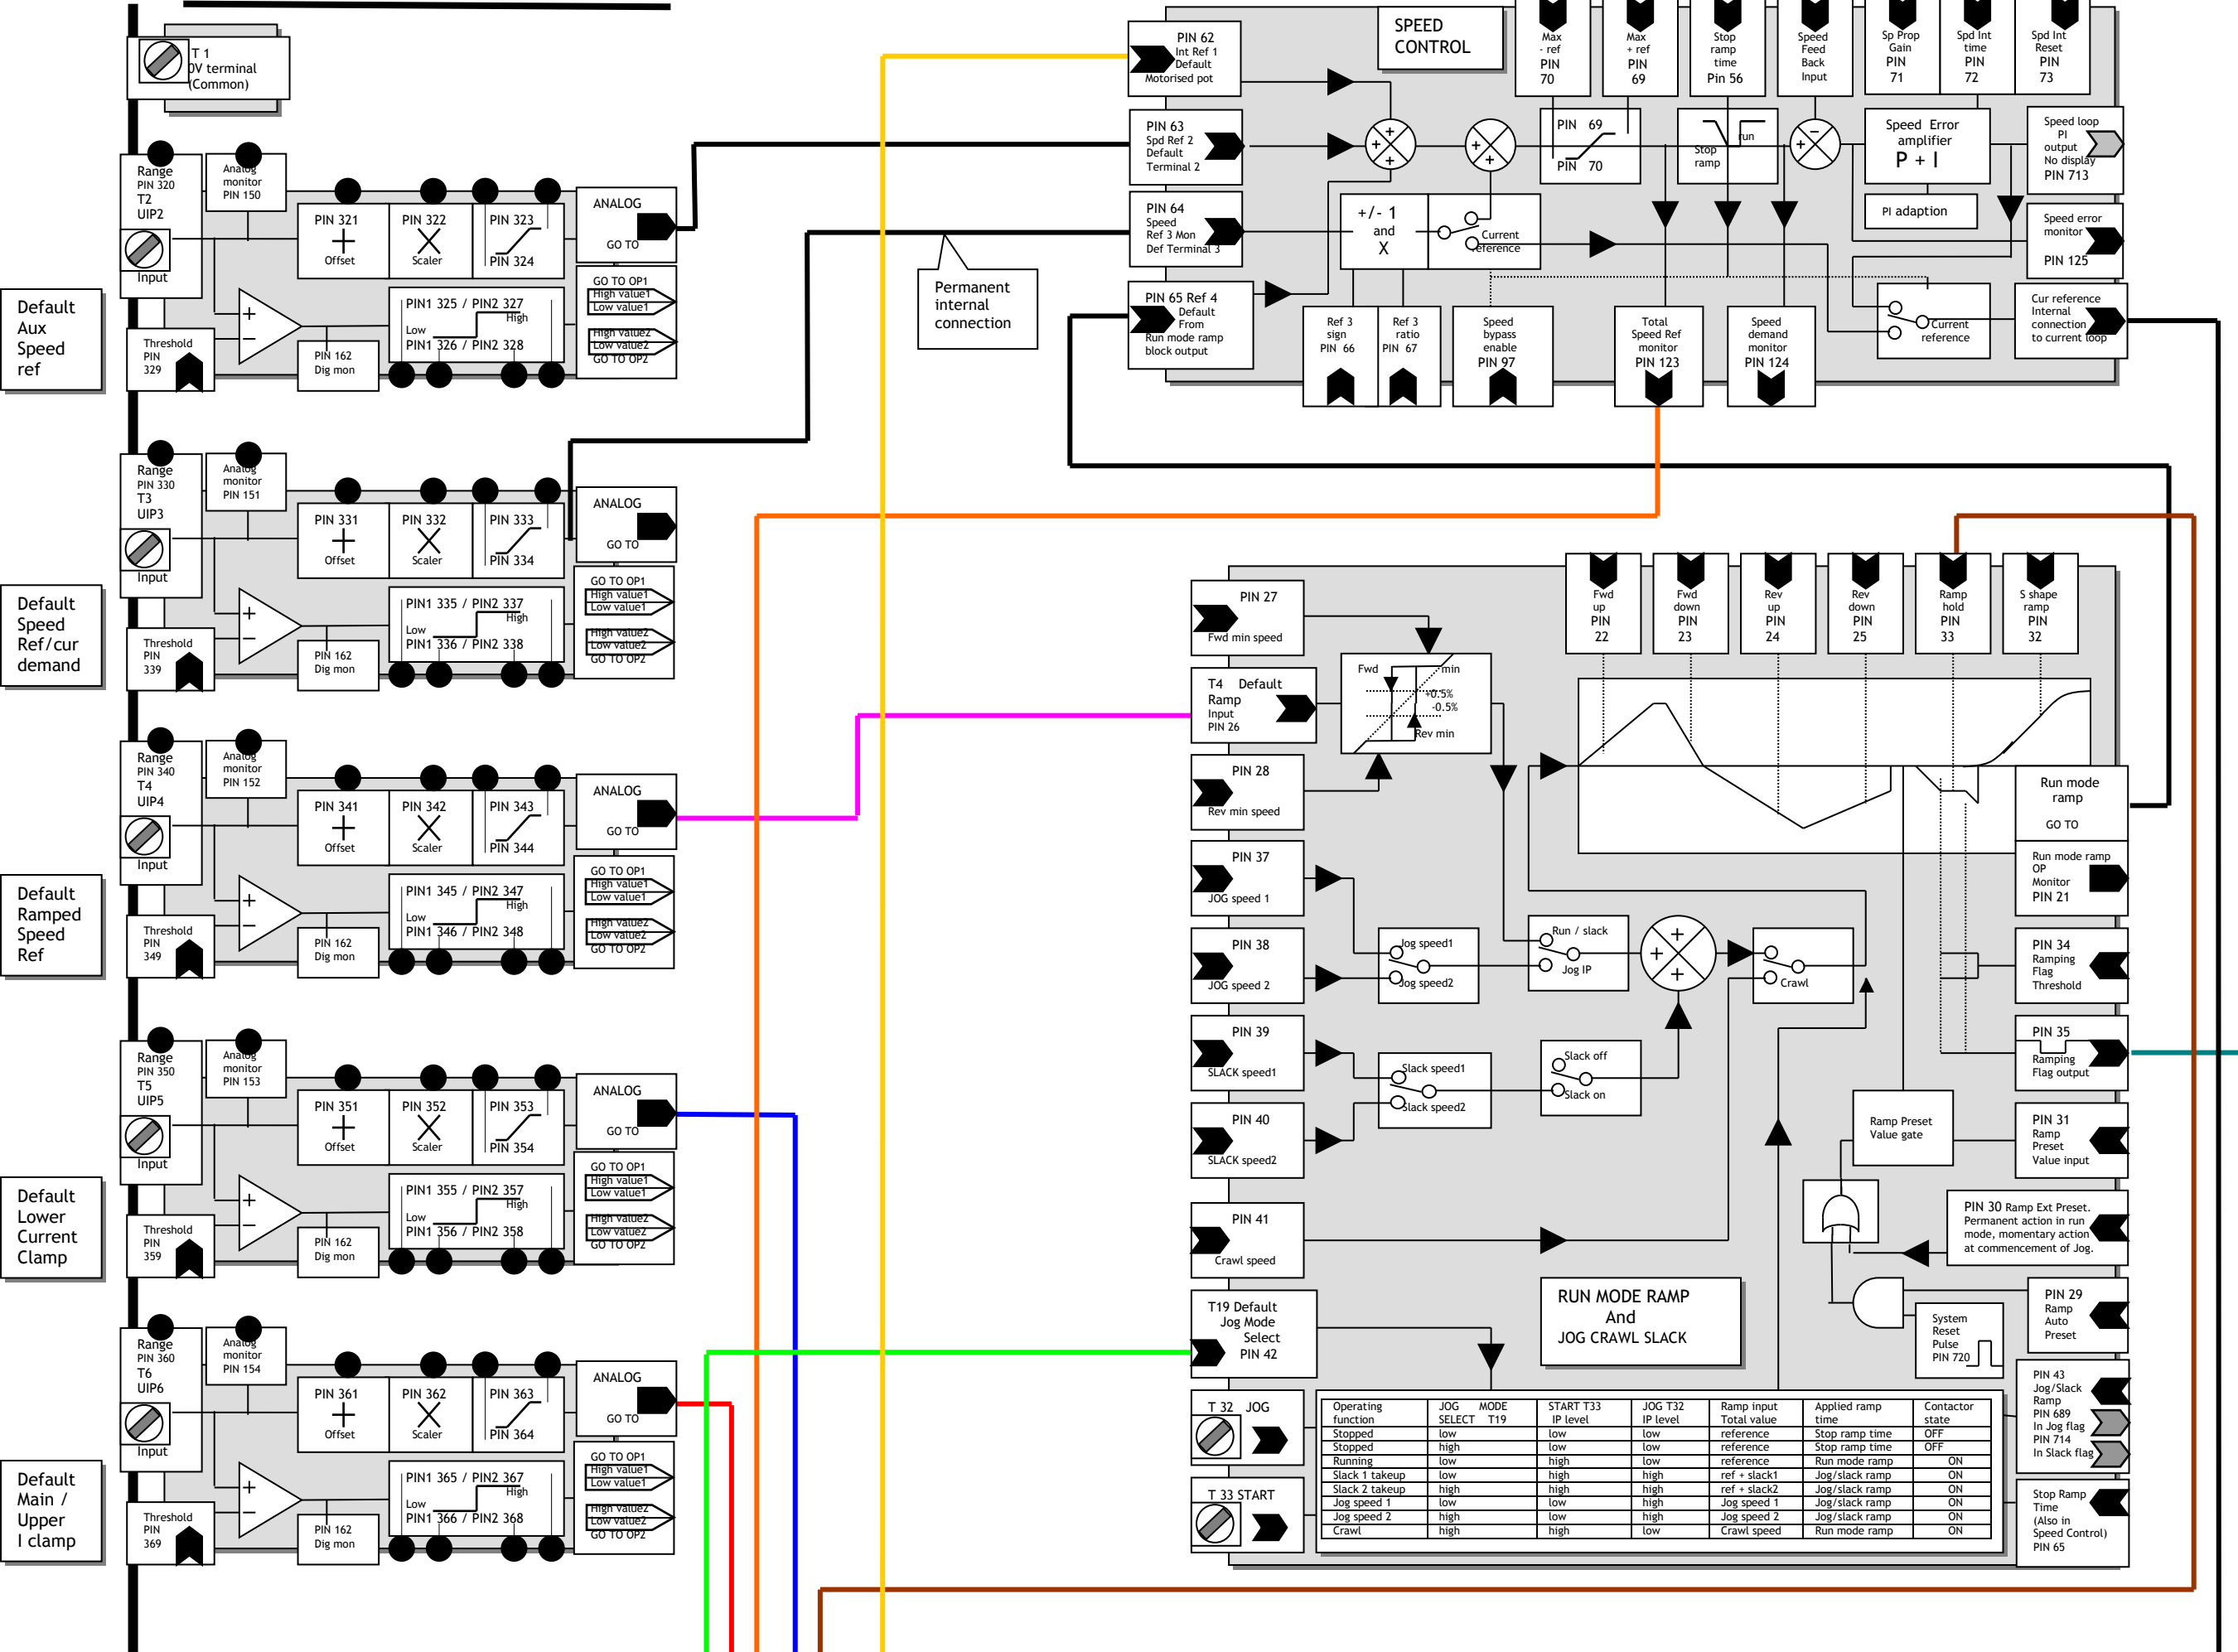 T 1
0V terminal
(Common)
Range
PIN 320
T2
UIP2
Input
Analog
monitor
PIN 150
PIN 321
Offset
PIN 322
Scaler
PIN 323
PIN 324
ANALOG
GO TO
Threshold
PIN
329
PIN 162
Dig mon
PIN1 325 / PIN2 327
High
Low
PIN1 326 / PIN2 328
GO TO OP1
High value1
Low value1
High value2
Low value2
GO TO OP2
Default
Aux
Speed
ref
Range
PIN 330
T3
UIP3
Input
Analog
monitor
PIN 151
PIN 331
Offset
PIN 332
Scaler
PIN 333
PIN 334
ANALOG
GO TO
Threshold
PIN
339
PIN 162
Dig mon
PIN1 335 / PIN2 337
High
Low
PIN1 336 / PIN2 338
GO TO OP1
High value1
Low value1
High value2
Low value2
GO TO OP2
Default
Speed
Ref/cur
demand
Range
PIN 340
T4
UIP4
Input
Analog
monitor
PIN 152
PIN 341
Offset
PIN 342
Scaler
PIN 343
PIN 344
ANALOG
GO TO
Threshold
PIN
349
PIN 162
Dig mon
PIN1 345 / PIN2 347
High
Low
PIN1 346 / PIN2 348
GO TO OP1
High value1
Low value1
High value2
Low value2
GO TO OP2
Default
Ramped
Speed
Ref
Range
PIN 350
T5
UIP5
Input
Analog
monitor
PIN 153
PIN 351
Offset
PIN 352
Scaler
PIN 353
PIN 354
ANALOG
GO TO
Threshold
PIN
359
PIN 162
Dig mon
PIN1 355 / PIN2 357
High
Low
PIN1 356 / PIN2 358
GO TO OP1
High value1
Low value1
High value2
Low value2
GO TO OP2
Default
Lower
Current
Clamp
Range
PIN 360
T6
UIP6
Input
Analog
monitor
PIN 154
PIN 361
Offset
PIN 362
Scaler
PIN 363
PIN 364
ANALOG
GO TO
Threshold
PIN
369
PIN 162
Dig mon
PIN1 365 / PIN2 367
High
Low
PIN1 366 / PIN2 368
GO TO OP1
High value1
Low value1
High value2
Low value2
GO TO OP2
Default
Main /
Upper
I clamp
Permanent
internal
connection
SPEED
CONTROL
PIN 62
Int Ref 1
Default
Motorised pot
PIN 63
Spd Ref 2
Default
Terminal 2
PIN 64
Speed
Ref 3 Mon
Def Terminal 3
PIN 65 Ref 4
Default
From
Run mode ramp
block output
Max
- ref
PIN
70
Max
+ ref
PIN
69
Stop
ramp
time
Pin 56
Speed
Feed
Back
Input
Sp Prop
Gain
PIN
71
Spd Int
time
PIN
72
Spd Int
Reset
PIN
73
PIN 69
PIN 70
run
Stop
ramp
Speed Error
amplifier
P + I
PI adaption
Speed loop
PI
output
No display
PIN 713
Speed error
monitor
PIN 125
Cur reference
Internal
connection
to current loop
+/- 1
and
X
Current
reference
Current
reference
Ref 3
sign
PIN 66
Ref 3
ratio
PIN 67
Speed
bypass
enable
PIN 97
Total
Speed Ref
monitor
PIN 123
Speed
demand
monitor
PIN 124
PIN 27
Fwd min speed
T4 Default
Ramp
Input
PIN 26
PIN 28
Rev min speed
PIN 37
JOG speed 1
PIN 38
JOG speed 2
PIN 39
SLACK speed1
PIN 40
SLACK speed2
PIN 41
Crawl speed
T19 Default
Jog Mode
Select
PIN 42
T 32 JOG
T 33 START
Fwd
min
+0.5%
-0.5%
Rev min
Fwd
up
PIN
22
Fwd
down
PIN
23
Rev
up
PIN
24
Rev
down
PIN
25
Ramp
hold
PIN
33
S shape
ramp
PIN
32
Run mode
ramp
GO TO
Run mode ramp
OP
Monitor
PIN 21
PIN 34
Ramping
Flag
Threshold
PIN 35
Ramping
Flag output
PIN 31
Ramp
Preset
Value input
Ramp Preset
Value gate
PIN 30 Ramp Ext Preset.
Permanent action in run
mode, momentary action
at commencement of Jog.
PIN 29
Ramp
Auto
Preset
System
Reset
Pulse
PIN 720
PIN 43
Jog/Slack
Ramp
PIN 689
In Jog flag
PIN 714
In Slack flag
Stop Ramp
Time
(Also in
Speed Control)
PIN 65
Jog speed1
Jog speed2
Run / slack
Jog IP
Crawl
Slack speed1
Slack speed2
Slack off
Slack on
RUN MODE RAMP
And
JOG CRAWL SLACK
Operating function | JOG MODE SELECT T19 | START T33 IP level | JOG T32 IP level | Ramp input Total value | Applied ramp time | Contactor state
Stopped | low | low | low | reference | Stop ramp time | OFF
Stopped | high | low | low | reference | Stop ramp time | OFF
Running | low | high | low | reference | Run mode ramp | ON
Slack 1 takeup | low | high | high | ref + slack1 | Jog/slack ramp | ON
Slack 2 takeup | high | high | high | ref + slack2 | Jog/slack ramp | ON
Jog speed 1 | low | low | high | Jog speed 1 | Jog/slack ramp | ON
Jog speed 2 | high | low | high | Jog speed 2 | Jog/slack ramp | ON
Crawl | high | high | low | Crawl speed | Run mode ramp | ON